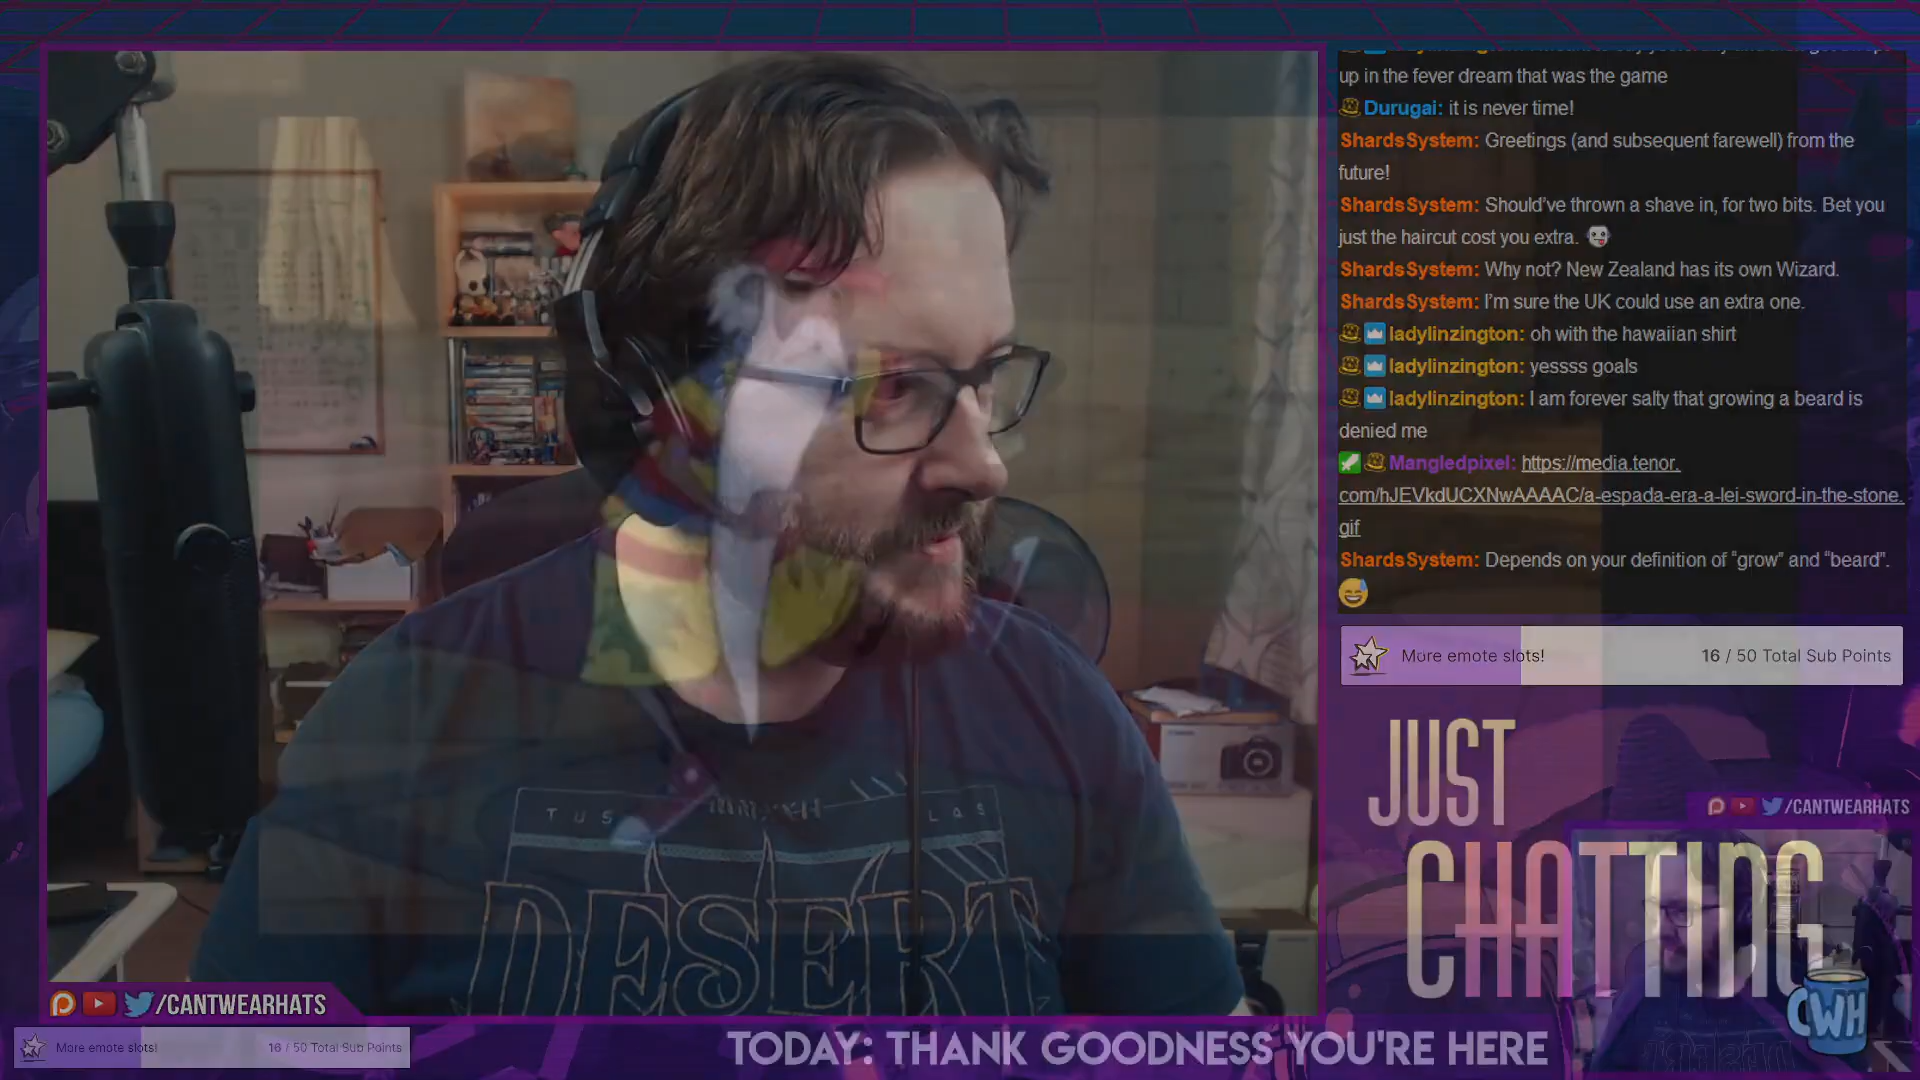 up in the fever dream that was the game
Durugai: it is never time!
ShardsSystem: Greetings (and subsequent farewell) from the
future!
ShardsSystem: Should've thrown a shave in, for two bits. Bet you
just the haircut cost you extra.
ShardsSystem: Why not? New Zealand has its own Wizard.
ShardsSystem: I'm sure the UK could use an extra one.
ladylinzington: oh with the hawaiian shirt
ladylinzington: yessss goals
ladylinzington: I am forever salty that growing a beard is
denied me
Mangledpixel: https://media.tenor.
com/hJEVkdUCXNwAAAAC/a-espada-era-a-lei-sword-in-the-stone.
gif
ShardsSystem: Depends on your definition of “grow” and “beard”.
More emote slots! 16 / 50 Total Sub Points
JUST
CHATTING
/CANTWEARHATS
CWH
DESERT
/CANTWEARHATS
More emote slots! 16 / 50 Total Sub Points
TODAY: THANK GOODNESS YOU'RE HERE